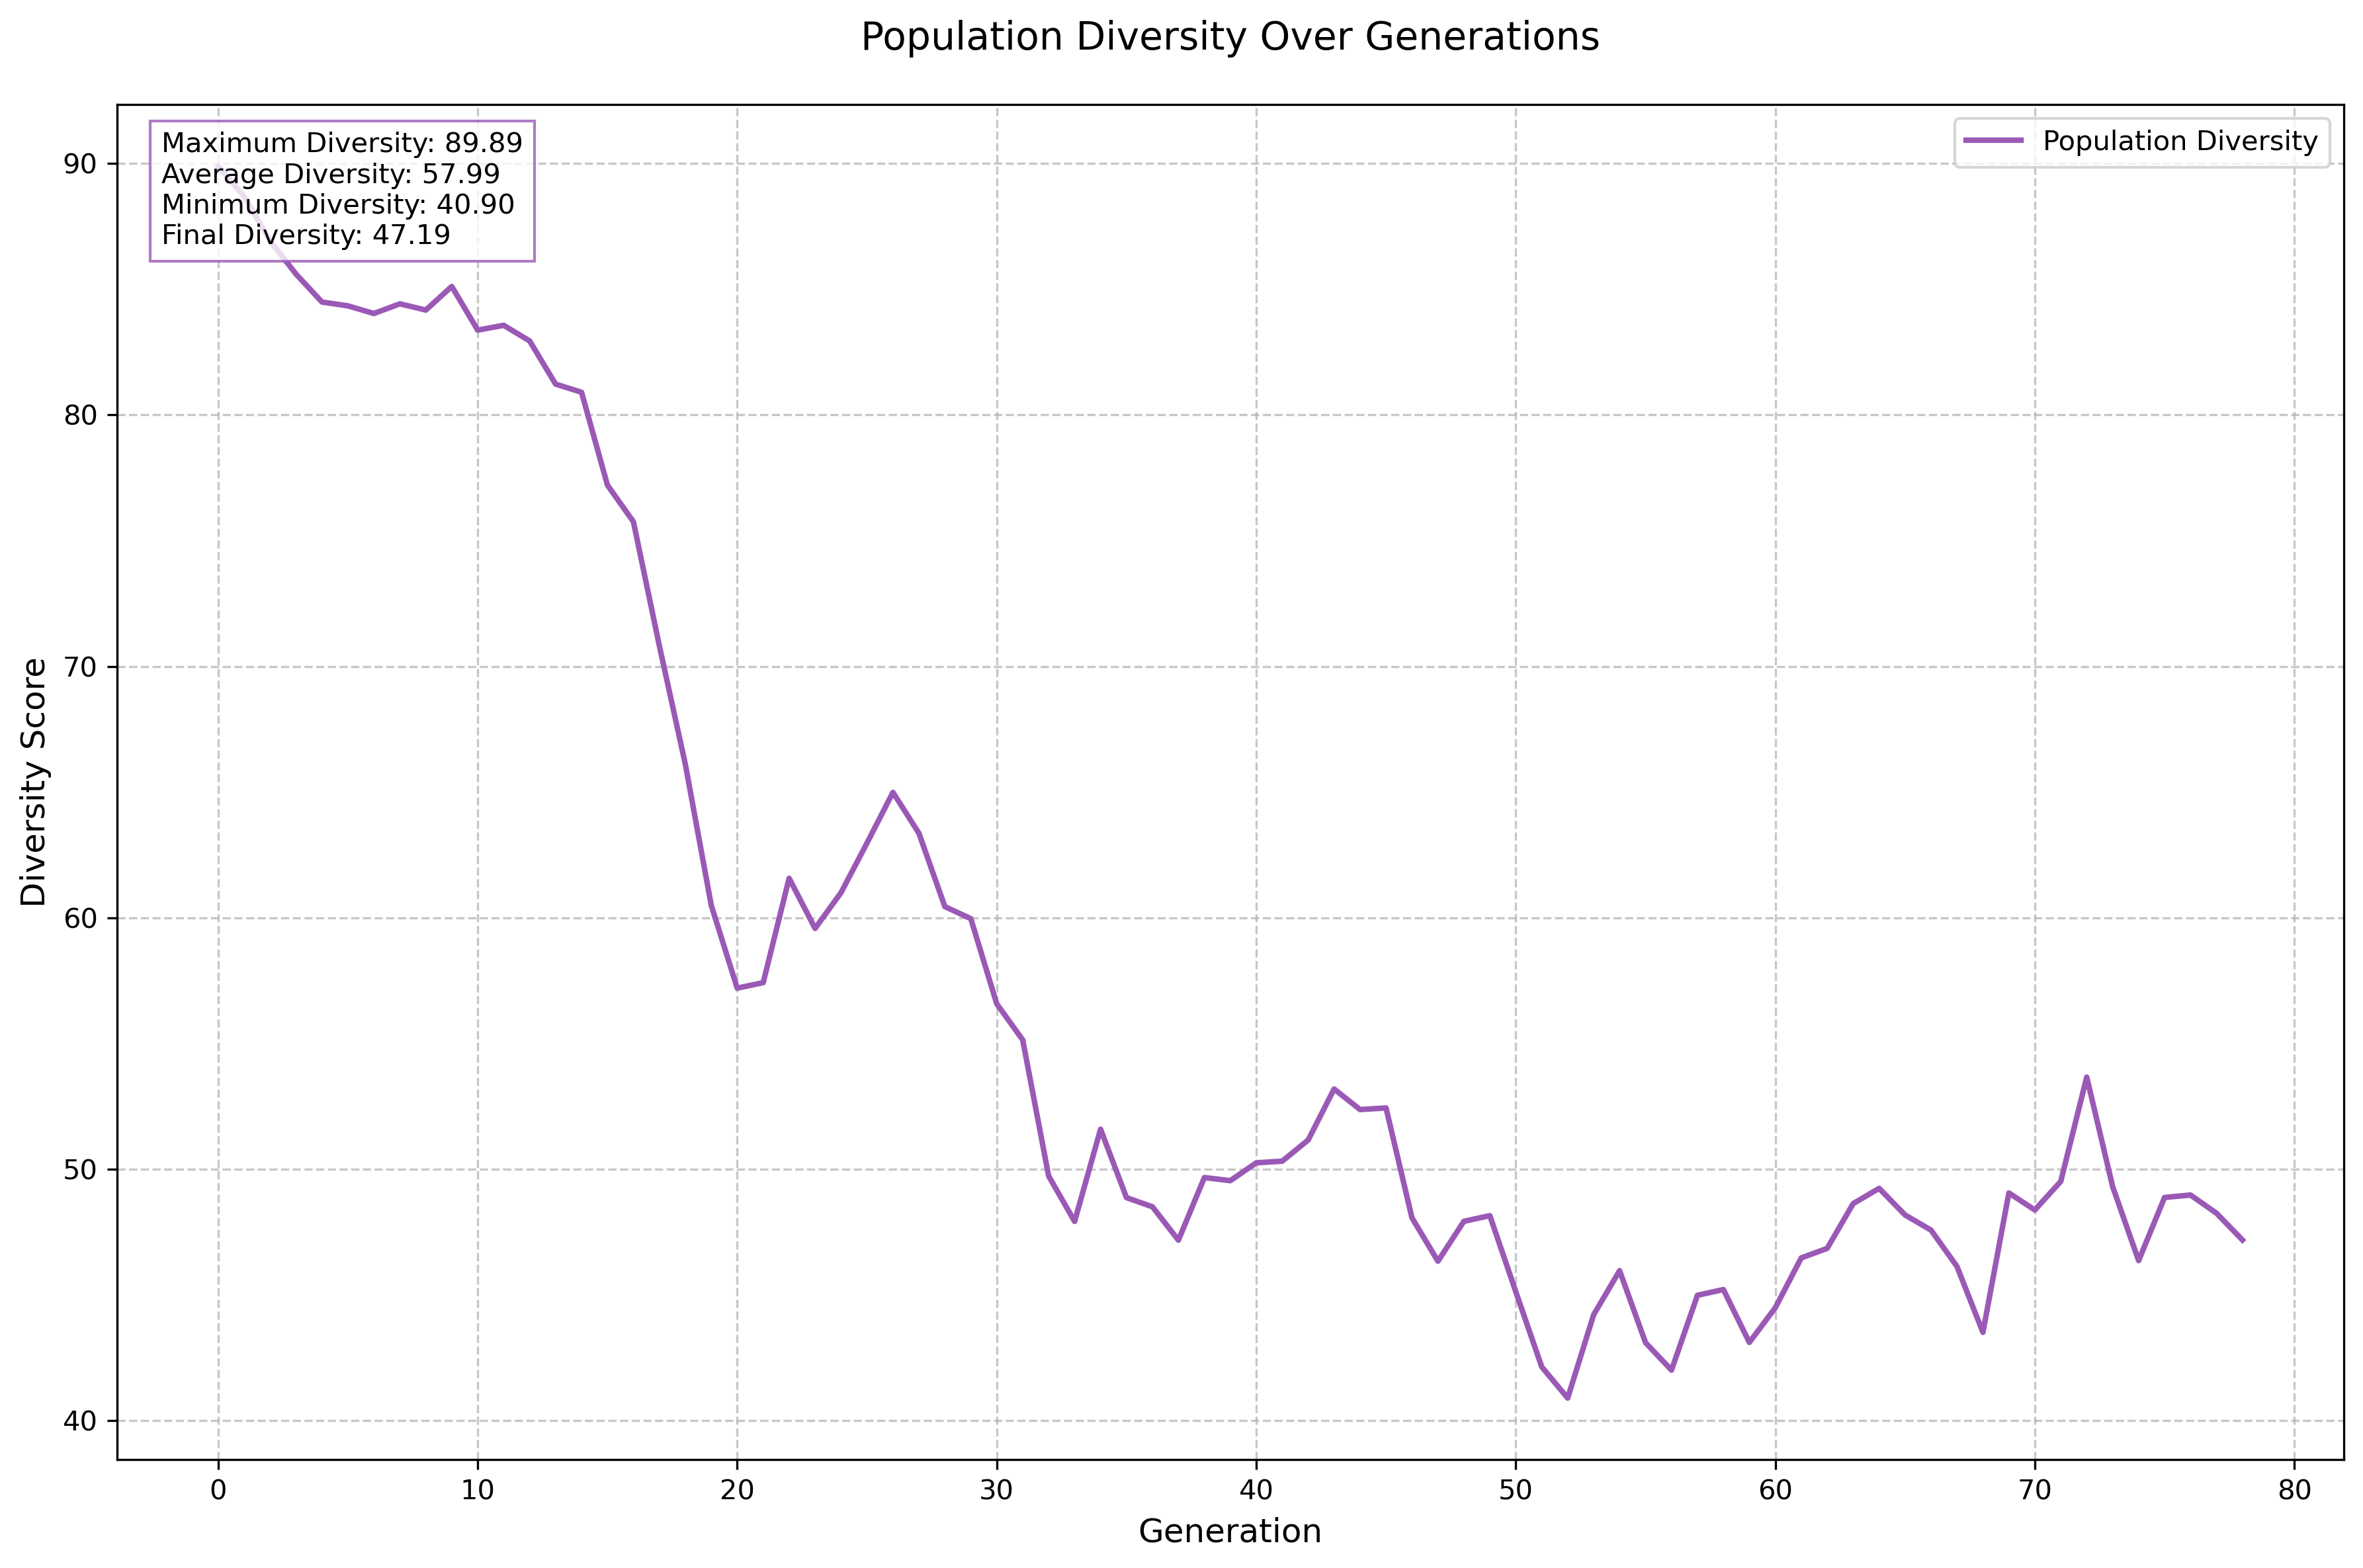 Population Diversity Over Generations
Maximum Diversity: 89.89
Average Diversity: 57.99
Minimum Diversity: 40.90
Final Diversity: 47.19
Population Diversity
Diversity Score
90
80
70
60
50
40
0
10
20
30
40
50
60
70
80
Generation